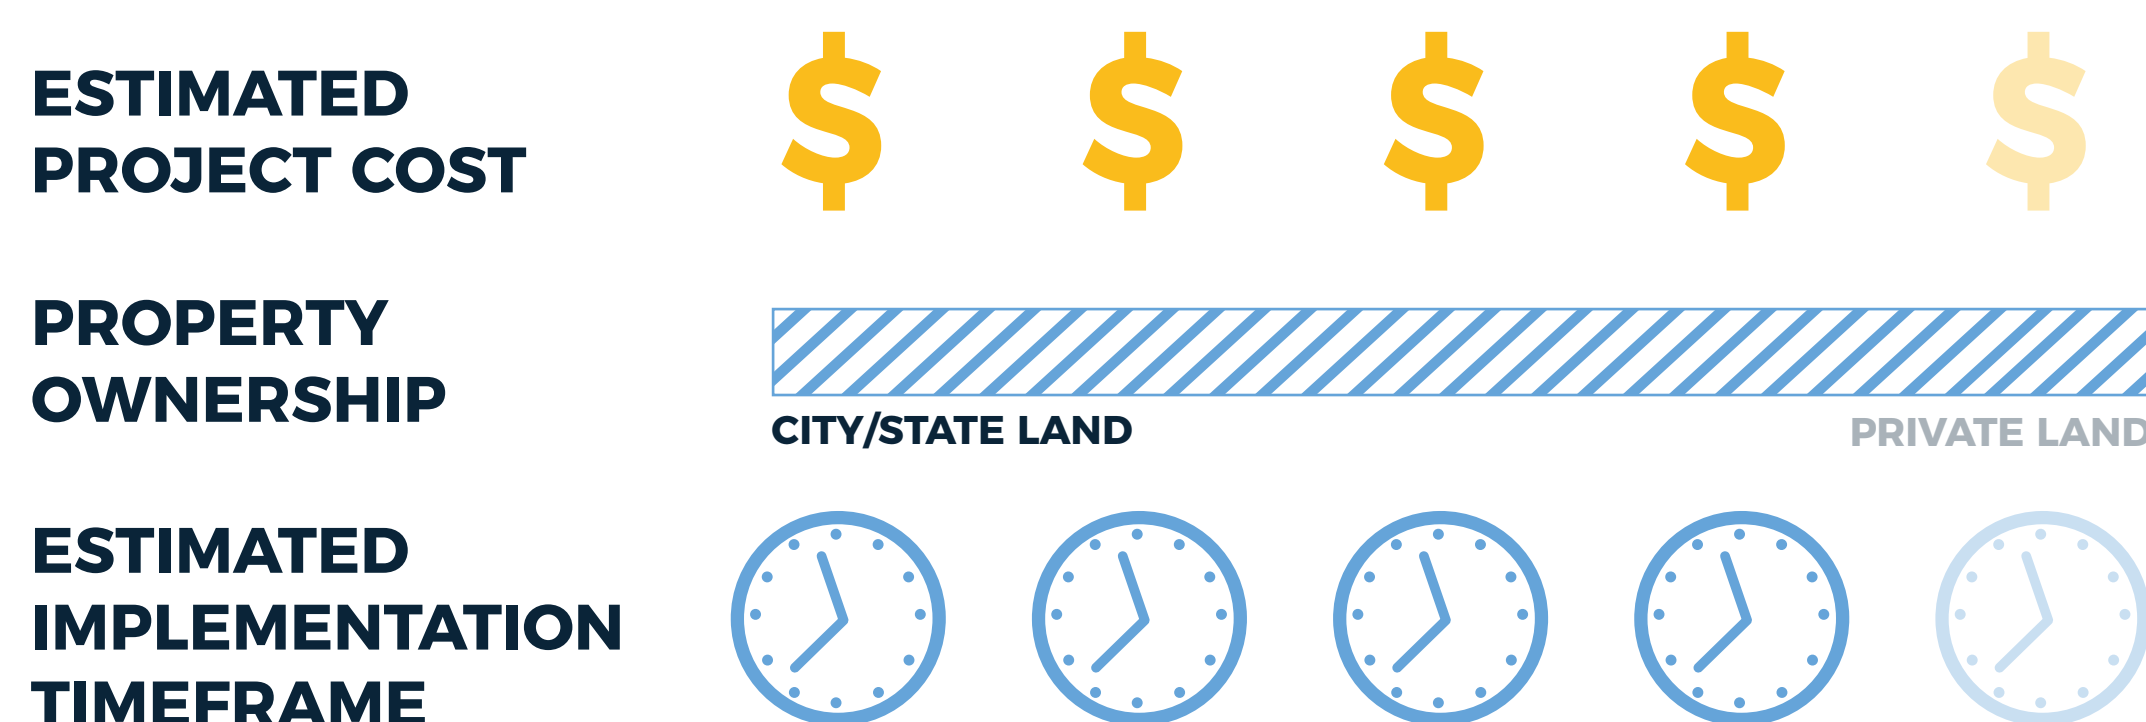 ESTIMATED
PROJECT COST
$ $ $ $ $
PROPERTY
OWNERSHIP
CITY/STATE LAND
PRIVATE LAND
ESTIMATED
IMPLEMENTATION
TIMEFRAME